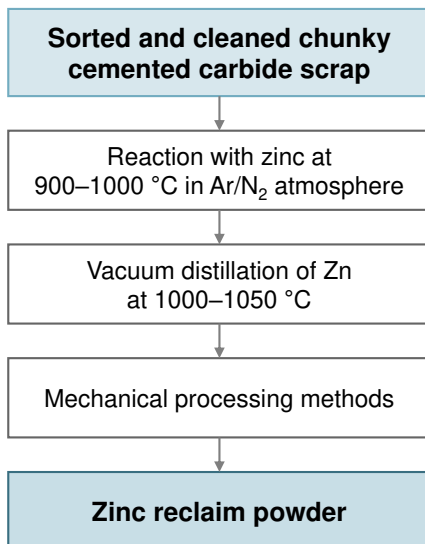 Sorted and cleaned chunky
cemented carbide scrap
Reaction with zinc at
900–1000 °C in Ar/N₂ atmosphere
Vacuum distillation of Zn
at 1000–1050 °C
Mechanical processing methods
Zinc reclaim powder